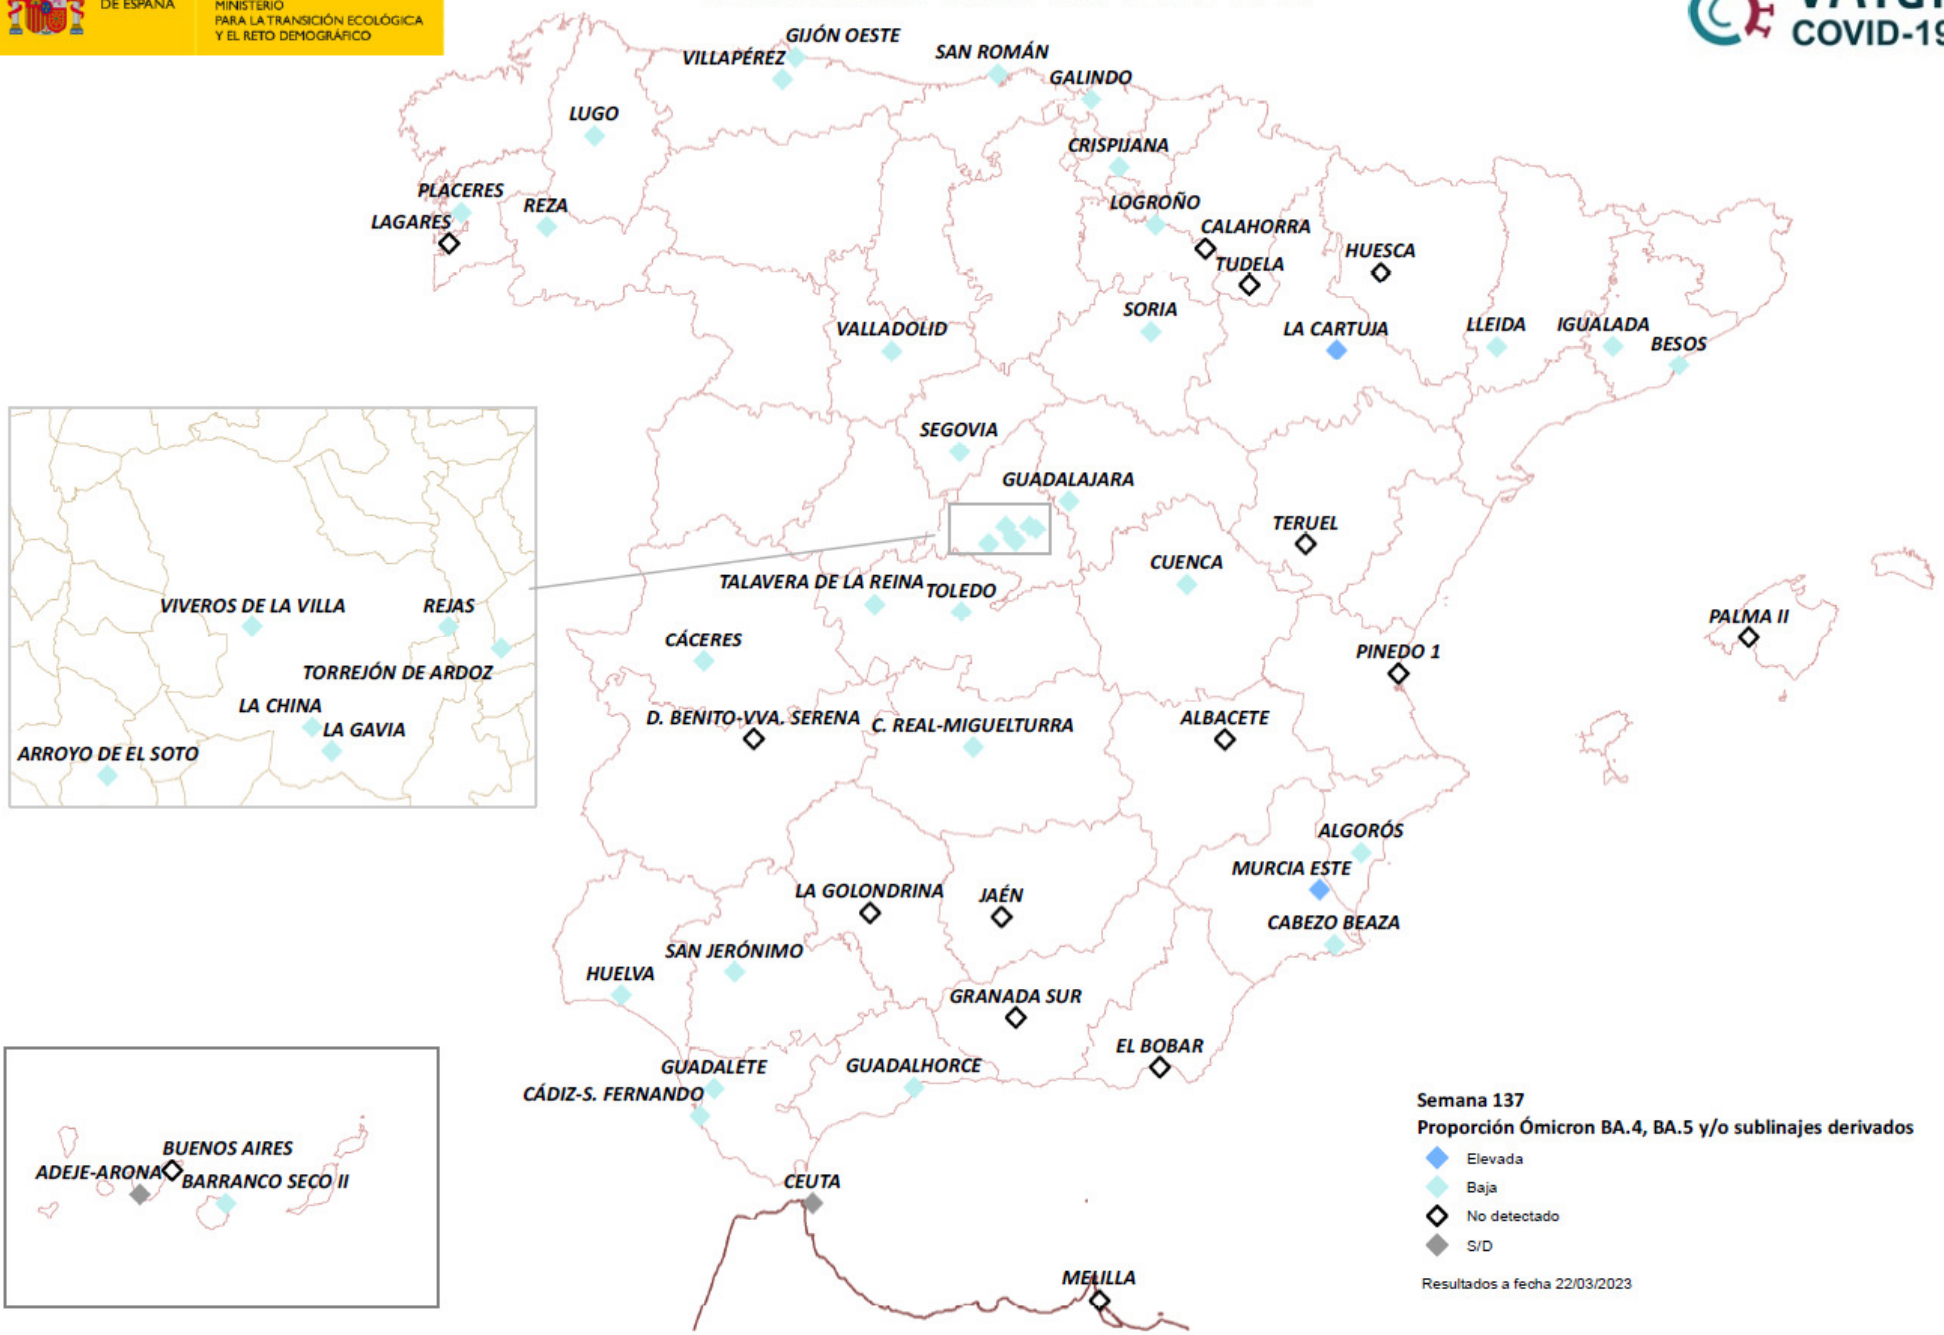 DE ESPAÑA
MINISTERIO
PARA LA TRANSICIÓN ECOLÓGICA
Y EL RETO DEMOGRÁFICO
COVID-19
GIJÓN OESTE
VILLAPÉREZ
SAN ROMÁN
GALINDO
LUGO
CRISPIJANA
PLACERES
REZA
LAGARES
LOGROÑO
CALAHORRA
TUDELA
HUESCA
SORIA
VALLADOLID
LA CARTUJA
LLEIDA
IGUALADA
BESOS
SEGOVIA
GUADALAJARA
TERUEL
CUENCA
TALAVERA DE LA REINA
TOLEDO
CÁCERES
PALMA II
PINEDO 1
D. BENITO-VVA. SERENA
C. REAL-MIGUELTURRA
ALBACETE
VIVEROS DE LA VILLA
REJAS
TORREJÓN DE ARDOZ
LA CHINA
LA GAVIA
ARROYO DE EL SOTO
ALGORÓS
MURCIA ESTE
LA GOLONDRINA
JAÉN
CABEZO BEAZA
SAN JERÓNIMO
HUELVA
GRANADA SUR
EL BOBAR
GUADALETE
GUADALHORCE
CÁDIZ-S. FERNANDO
BUENOS AIRES
ADEJE-ARONA
BARRANCO SECO II
CEUTA
MELILLA
Semana 137
Proporción Ómicron BA.4, BA.5 y/o sublinajes derivados
Elevada
Baja
No detectado
S/D
Resultados a fecha 22/03/2023